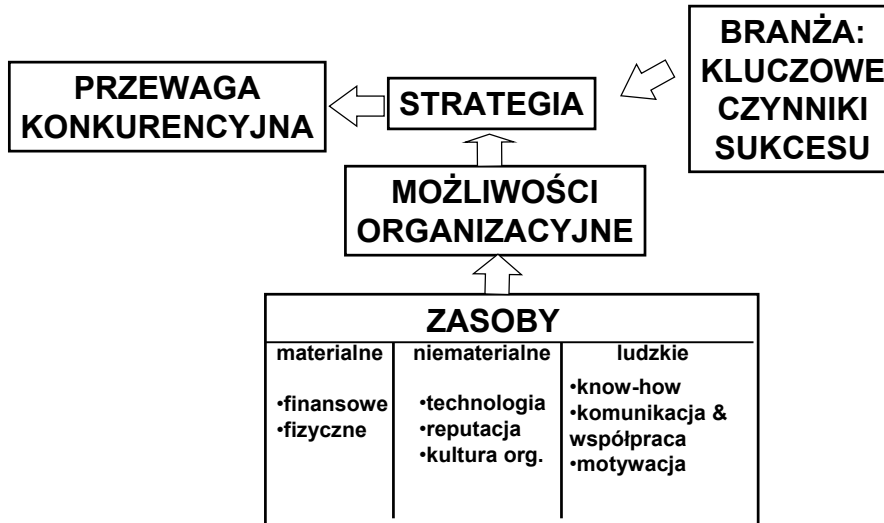 BRANŻA:
KLUCZOWE
CZYNNIKI
SUKCESU
PRZEWAGA
KONKURENCYJNA
STRATEGIA
MOŻLIWOŚCI
ORGANIZACYJNE
ZASOBY
materialne
•finansowe
•fizyczne
niematerialne
•technologia
•reputacja
•kultura org.
ludzkie
•know-how
•komunikacja &
współpraca
•motywacja